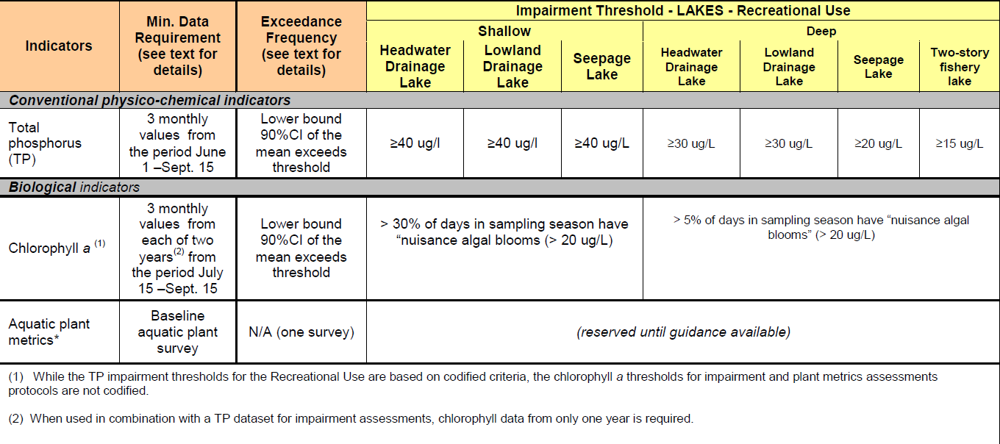 Indicators
Min. Data
Requirement
(see text for
details)
Exceedance
Frequency
(see text for
details)
Impairment Threshold - LAKES - Recreational Use
Shallow
Deep
Headwater
Drainage
Lake
Lowland
Drainage
Lake
Seepage
Lake
Headwater
Drainage
Lake
Lowland
Drainage
Lake
Seepage
Lake
Two-story
fishery
lake
Conventional physico-chemical indicators
Total
phosphorus
(TP)
3 monthly
values from
the period June
1 –Sept. 15
Lower bound
90%CI of the
mean exceeds
threshold
≥40 ug/l
≥40 ug/l
≥40 ug/L
≥30 ug/L
≥30 ug/L
≥20 ug/L
≥15 ug/L
Biological indicators
Chlorophyll a (1)
3 monthly
values from
each of two
years(2) from
the period July
15 –Sept. 15
Lower bound
90%CI of the
mean exceeds
threshold
> 30% of days in sampling season have
“nuisance algal blooms (> 20 ug/L)
> 5% of days in sampling season have “nuisance algal
blooms” (> 20 ug/L)
Aquatic plant
metrics*
Baseline
aquatic plant
survey
N/A (one survey)
(reserved until guidance available)
(1) While the TP impairment thresholds for the Recreational Use are based on codified criteria, the chlorophyll a thresholds for impairment and plant metrics assessments
protocols are not codified.
(2) When used in combination with a TP dataset for impairment assessments, chlorophyll data from only one year is required.